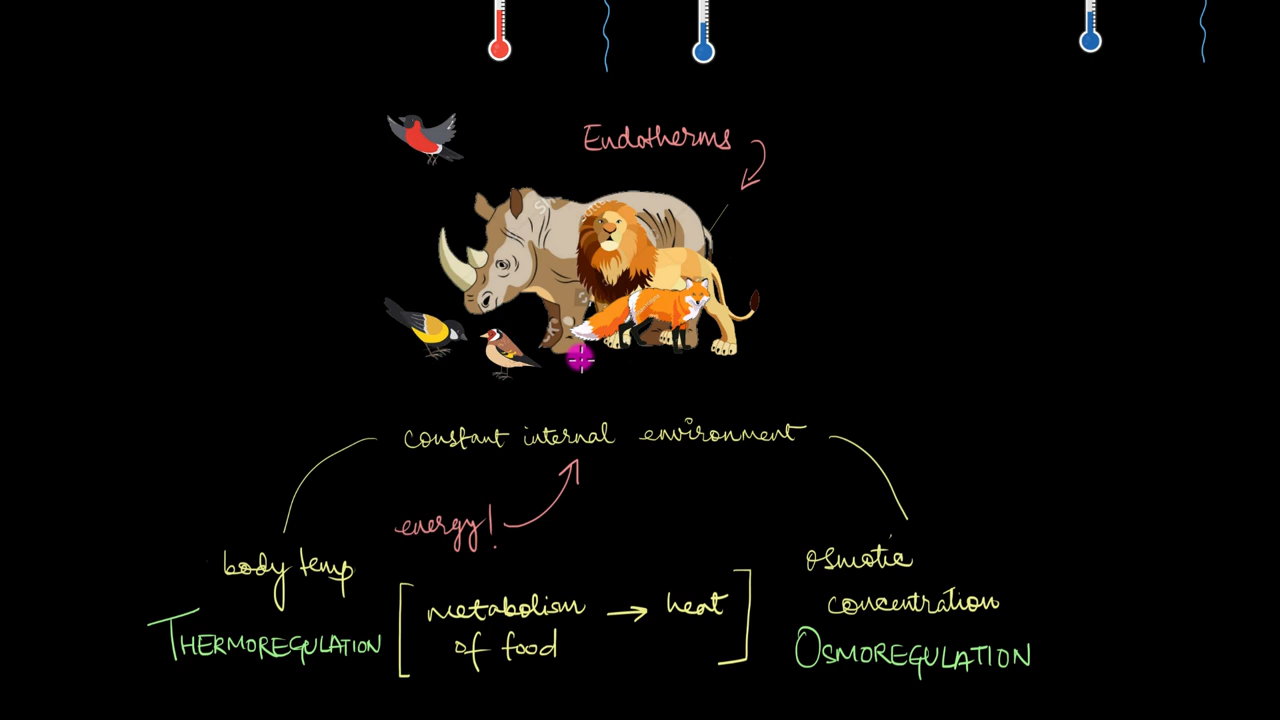 Endotherms
constant internal environment
energy!
body temp
THERMOREGULATION
metabolism → heat
of food
osmotic
concentration
OSMOREGULATION